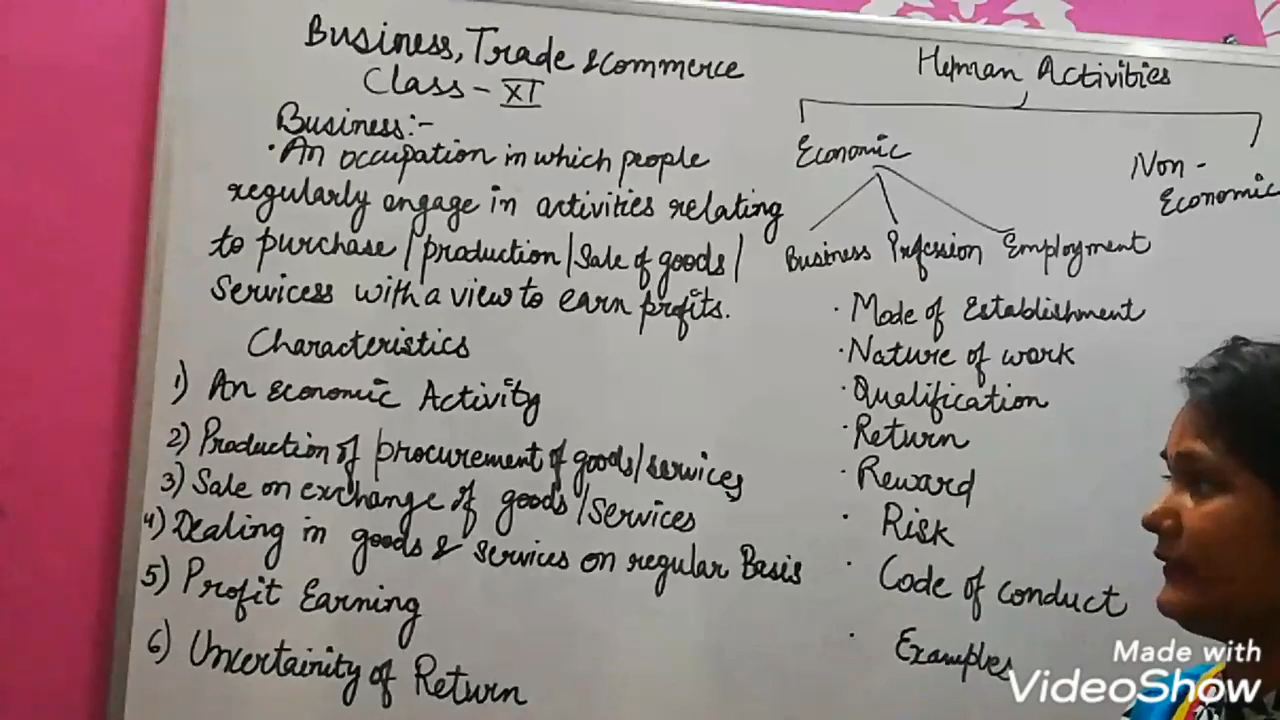 Business, Trade & Commerce
Class - XI
Business:-
· An occupation in which people
regularly engage in activities relating
to purchase / production / Sale of goods /
Servicess with a view to earn profits.
Characteristics
1) An Economic Activity
2) Production of / procurement of goods / services
3) Sale on exchange of goods / Services
4) Dealing in goods & services on regular Basis
5) Profit Earning
6) Uncertainity of Return
Human Activities
Economic
Non -
Economic
Business Profession Employment
· Mode of Establishment
· Nature of work
· Qualification
· Return
· Reward
· Risk
· Code of conduct
· Examples
Made with
VideoShow